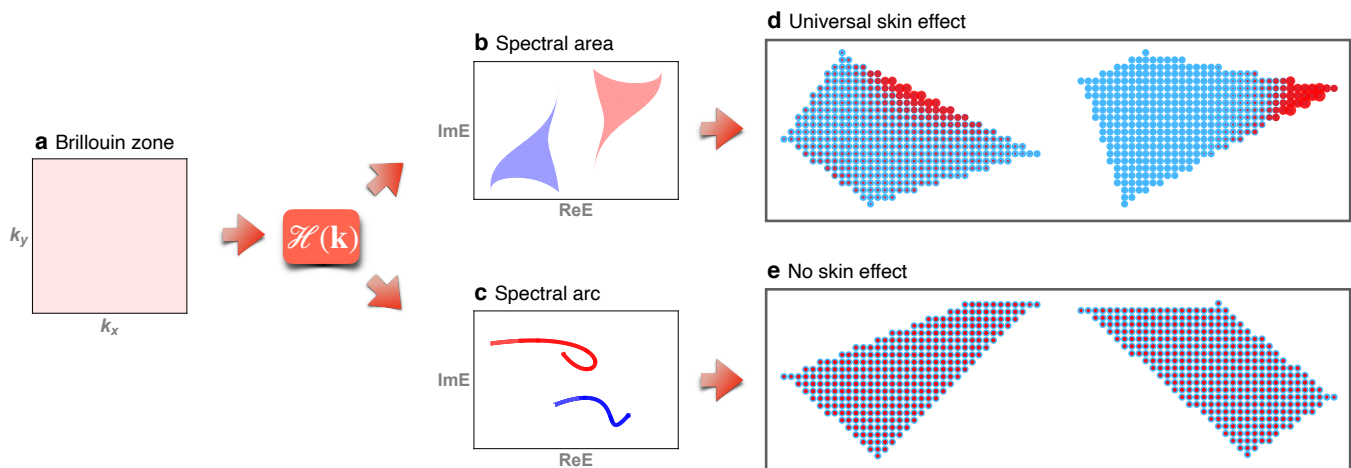 a Brillouin zone
k_y
k_x
ℋ(k)
b Spectral area
ImE
ReE
c Spectral arc
ImE
ReE
d Universal skin effect
e No skin effect